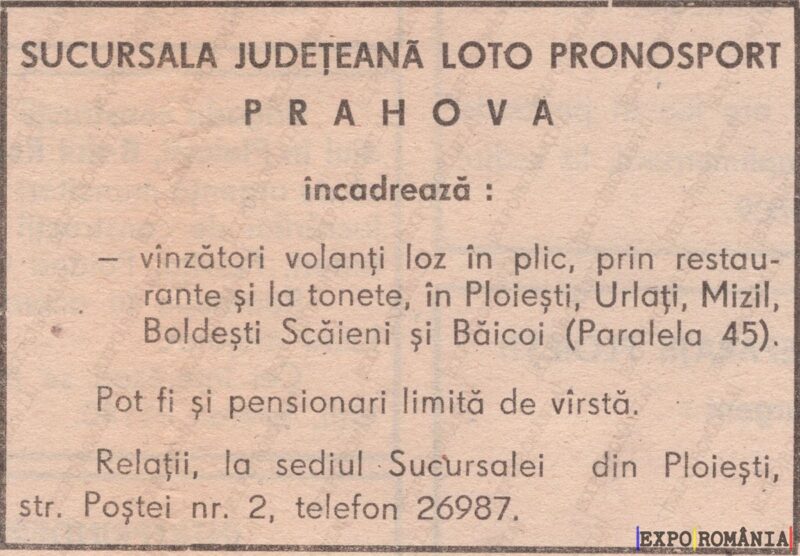 SUCURSALA JUDEȚEANĂ LOTO PRONOSPORT
PRAHOVA
încadrează :
– vînzători volanți loz în plic, prin restau-
rante și la tonete, în Ploiești, Urlați, Mizil,
Boldești Scăieni și Băicoi (Paralela 45).
Pot fi și pensionari limită de vîrstă.
Relații, la sediul Sucursalei din Ploiești,
str. Poștei nr. 2, telefon 26987.
EXPO ROMÂNIA